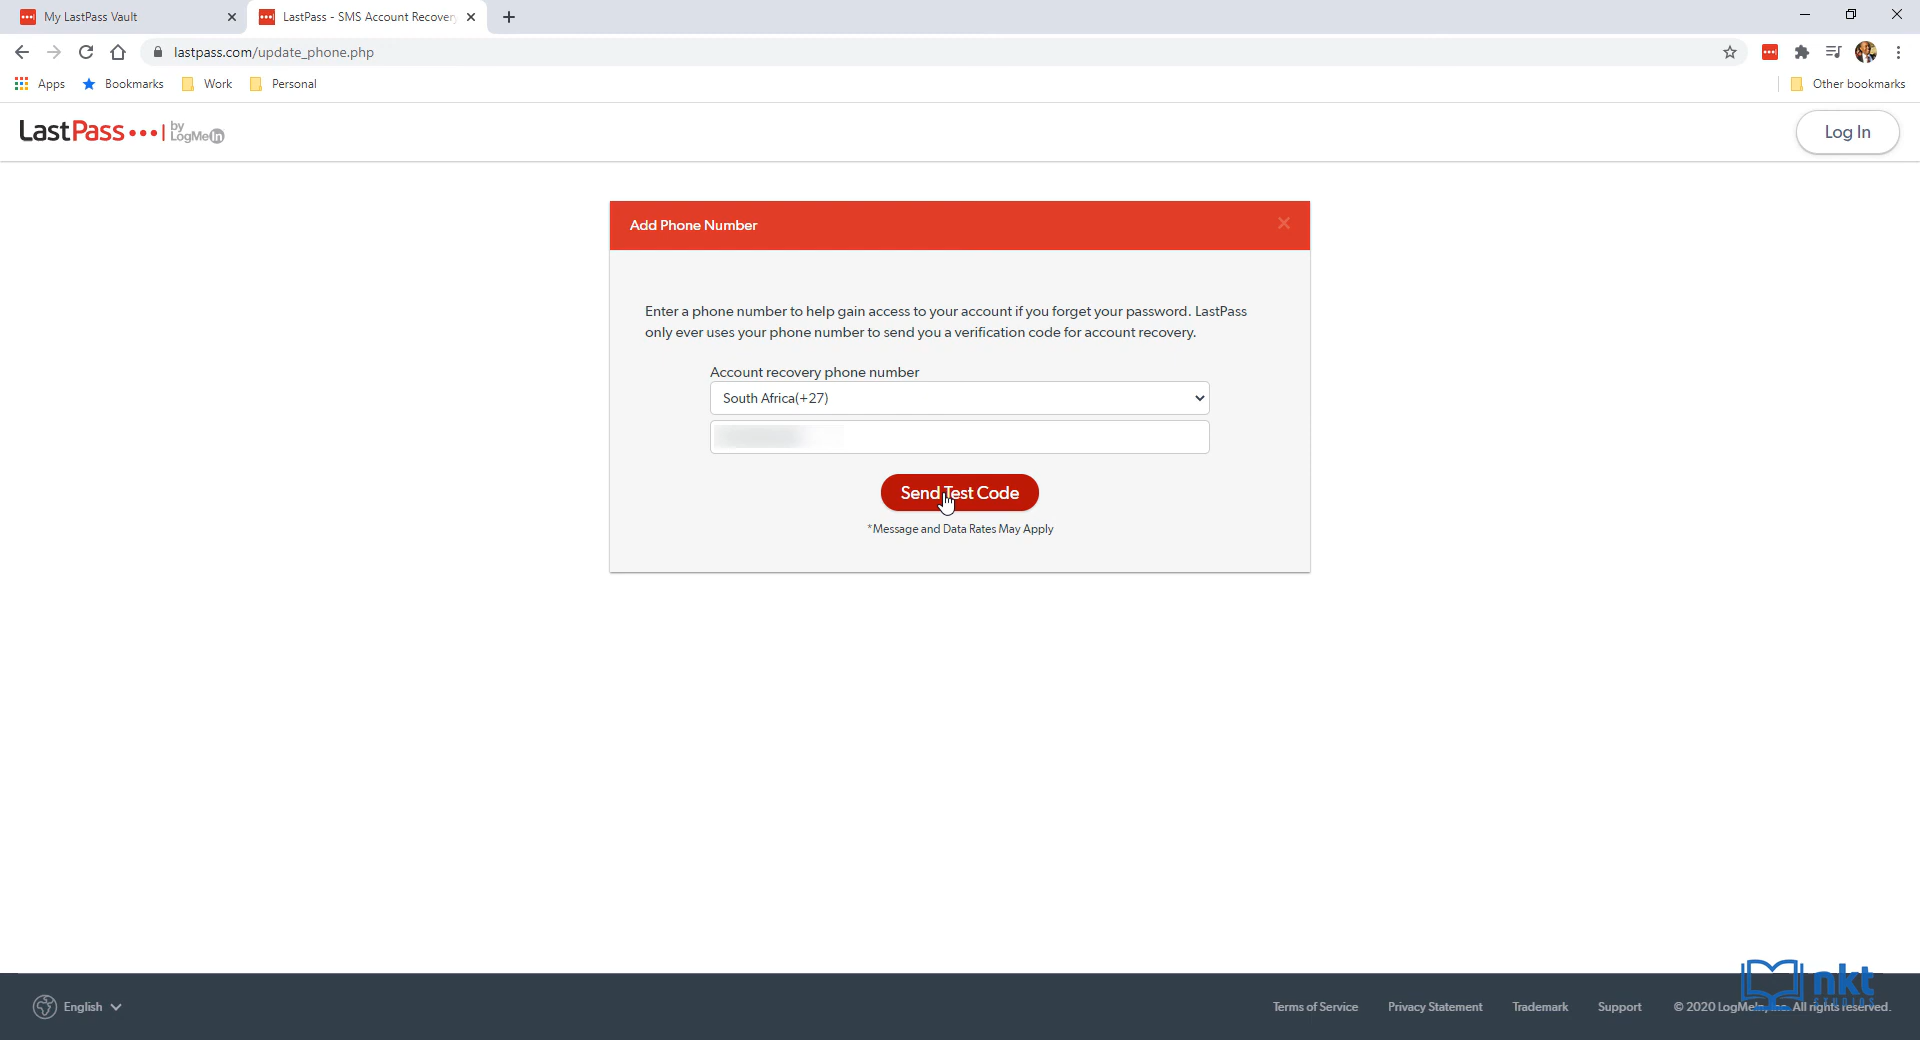 My LastPass Vault
LastPass - SMS Account Recovery
lastpass.com/update_phone.php
Apps
Bookmarks
Work
Personal
Other bookmarks
LastPass
by
LogMeIn
Log In
Add Phone Number
Enter a phone number to help gain access to your account if you forget your password. LastPass
only ever uses your phone number to send you a verification code for account recovery.
Account recovery phone number
South Africa(+27)
Send Test Code
*Message and Data Rates May Apply
nkt
STUDIOS
English
Terms of Service
Privacy Statement
Trademark
Support
© 2020 LogMeIn, Inc. All rights reserved.